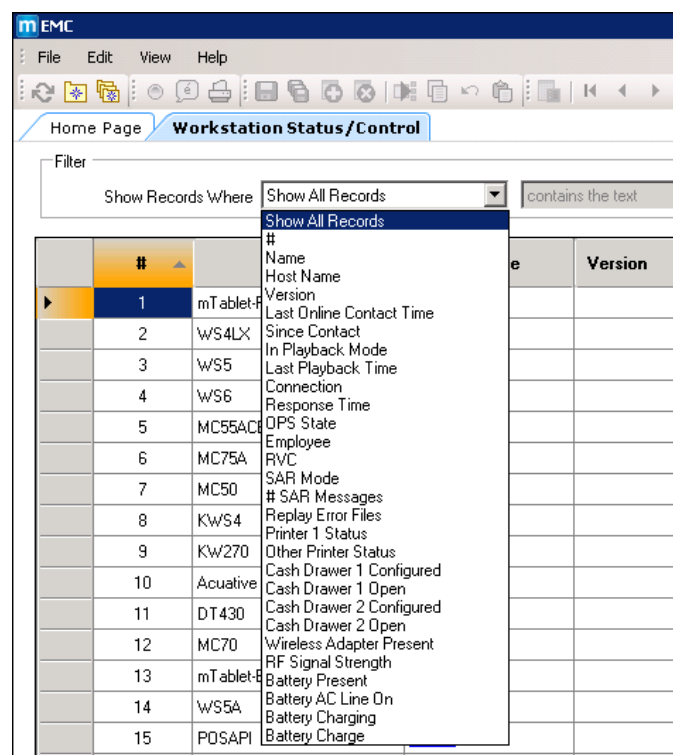 m EMC
File Edit View Help
Home Page Workstation Status/Control
Filter
Show Records Where Show All Records contains the text
Show All Records
#
Name
Host Name
Version
Last Online Contact Time
Since Contact
In Playback Mode
Last Playback Time
Connection
Response Time
OPS State
Employee
RVC
SAR Mode
# SAR Messages
Replay Error Files
Printer 1 Status
Other Printer Status
Cash Drawer 1 Configured
Cash Drawer 1 Open
Cash Drawer 2 Configured
Cash Drawer 2 Open
Wireless Adapter Present
RF Signal Strength
Battery Present
Battery AC Line On
Battery Charging
Battery Charge
# Version
1
2 WS4LX
3 WS5
4 WS6
5
6 MC75A
7 MC50
8 KWS4
9 KW270
10 Acuative
11 DT430
12 MC70
13
14 WS5A
15 POSAPI